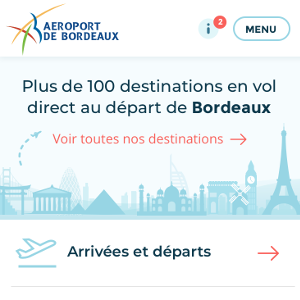 AEROPORT
DE BORDEAUX
i
2
MENU
Plus de 100 destinations en vol
direct au départ de Bordeaux
Voir toutes nos destinations
Arrivées et départs